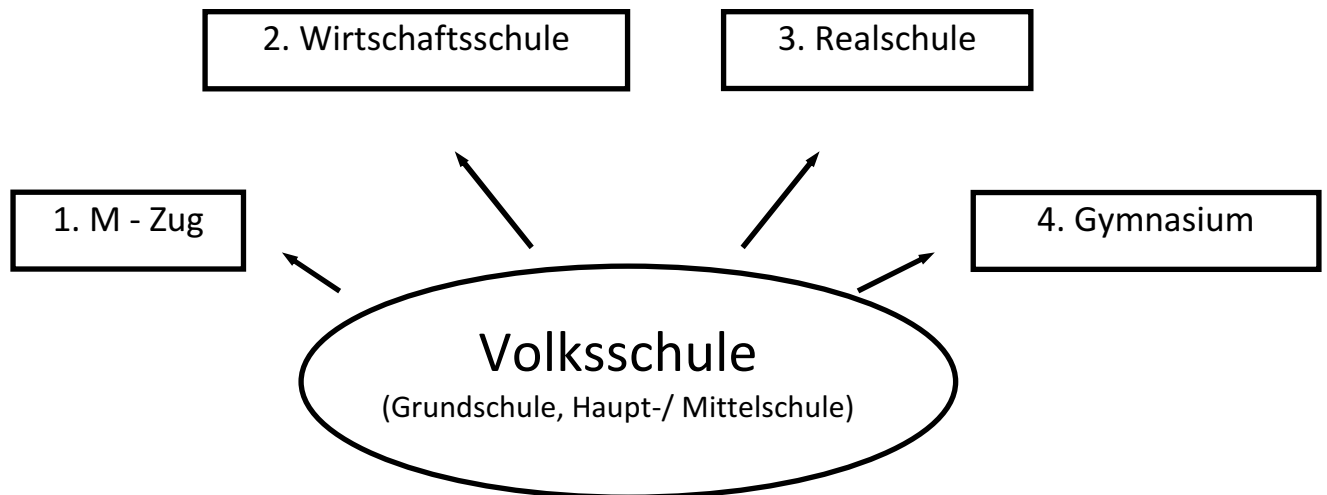 2. Wirtschaftsschule
3. Realschule
1. M - Zug
4. Gymnasium
Volksschule
(Grundschule, Haupt-/ Mittelschule)